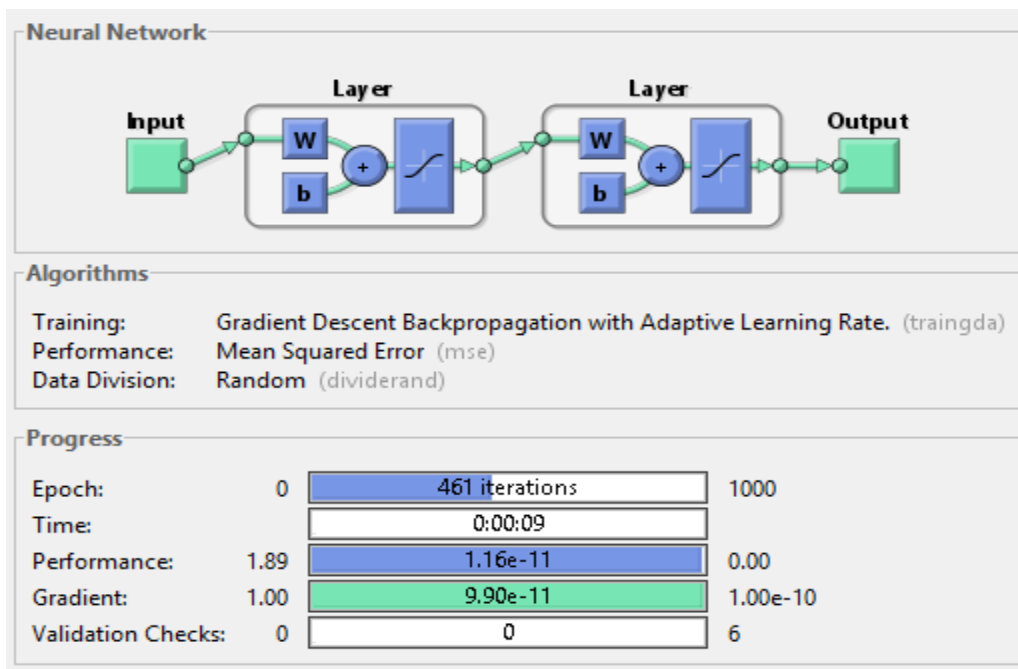 Neural Network
Layer Layer
Input Output
W W
+ +
b b
Algorithms
Training: Gradient Descent Backpropagation with Adaptive Learning Rate. (traingda)
Performance: Mean Squared Error (mse)
Data Division: Random (dividerand)
Progress
Epoch: 0 461 iterations 1000
Time: 0:00:09
Performance: 1.89 1.16e-11 0.00
Gradient: 1.00 9.90e-11 1.00e-10
Validation Checks: 0 0 6